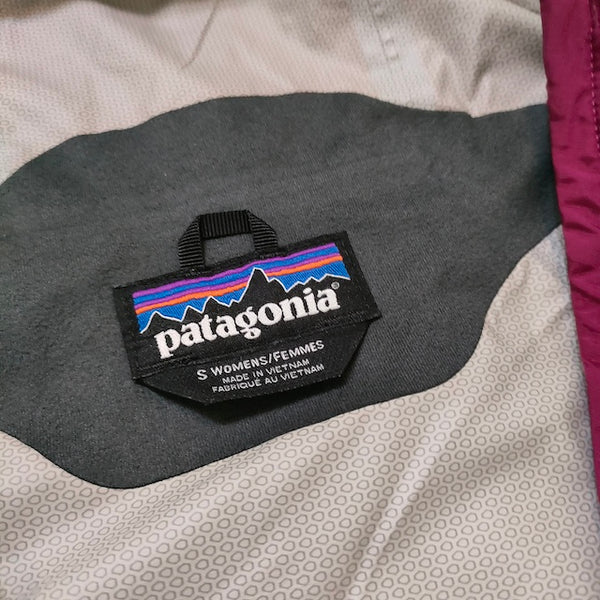 patagonia®
S WOMENS/FEMMES
MADE IN VIETNAM
FABRIQUÉ AU VIETNAM